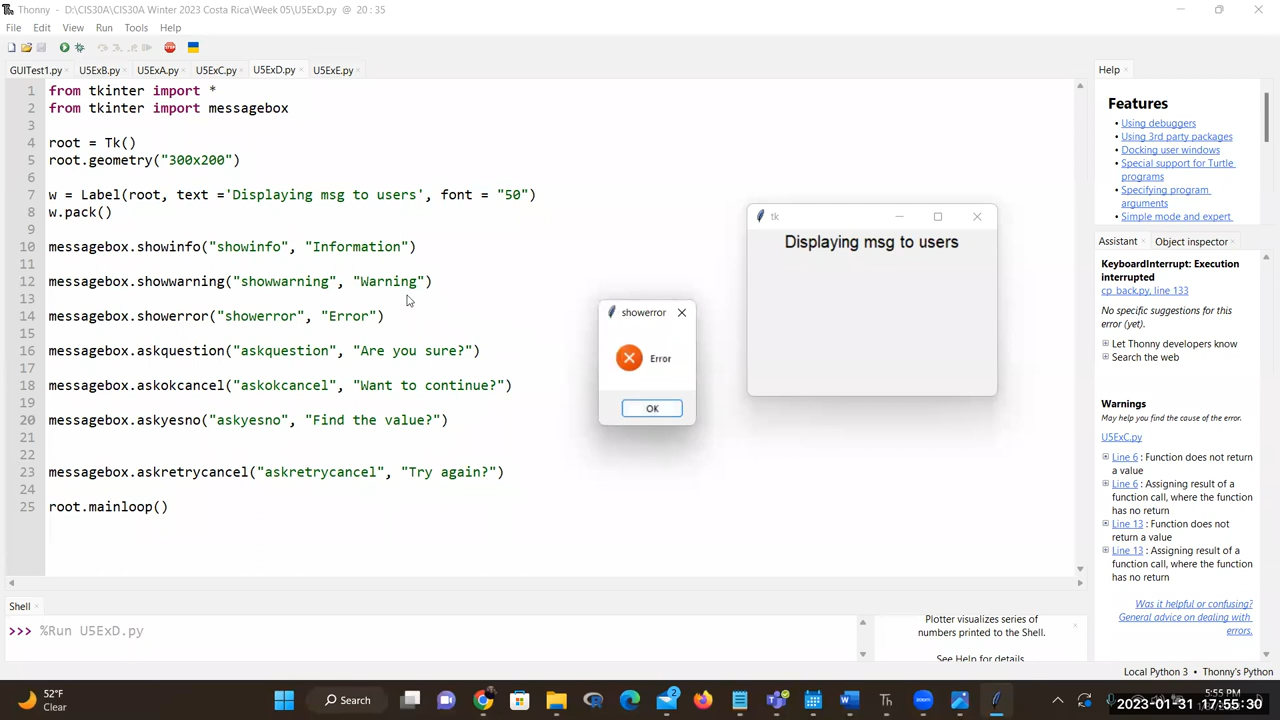 Thonny - D:\CIS30A\CIS30A Winter 2023 Costa Rica\Week 05\U5ExD.py @ 20 : 35
File Edit View Run Tools Help
GUITest1.py U5ExB.py U5ExA.py U5ExC.py U5ExD.py U5ExE.py
1 from tkinter import *
2 from tkinter import messagebox
3
4 root = Tk()
5 root.geometry("300x200")
6
7 w = Label(root, text ='Displaying msg to users', font = "50")
8 w.pack()
9
10 messagebox.showinfo("showinfo", "Information")
11
12 messagebox.showwarning("showwarning", "Warning")
13
14 messagebox.showerror("showerror", "Error")
15
16 messagebox.askquestion("askquestion", "Are you sure?")
17
18 messagebox.askokcancel("askokcancel", "Want to continue?")
19
20 messagebox.askyesno("askyesno", "Find the value?")
21
22
23 messagebox.askretrycancel("askretrycancel", "Try again?")
24
25 root.mainloop()
tk
Displaying msg to users
showerror
Error
OK
Help
Features
Using debuggers
Using 3rd party packages
Docking user windows
Special support for Turtle
programs
Specifying program
arguments
Simple mode and expert
Assistant Object inspector
KeyboardInterrupt: Execution
interrupted
cp_back.py, line 133
No specific suggestions for this
error (yet).
Let Thonny developers know
Search the web
Warnings
May help you find the cause of the error.
U5ExC.py
Line 6 : Function does not return
a value
Line 6 : Assigning result of a
function call, where the function
has no return
Line 13 : Function does not
return a value
Line 13 : Assigning result of a
function call, where the function
has no return
Was it helpful or confusing?
General advice on dealing with
errors.
Shell
>>> %Run U5ExD.py
Plotter visualizes series of
numbers printed to the Shell.
See Help for details
Local Python 3 • Thonny's Python
52°F
Clear
Search
2
5:55 PM
2023-01-31 17:55:30